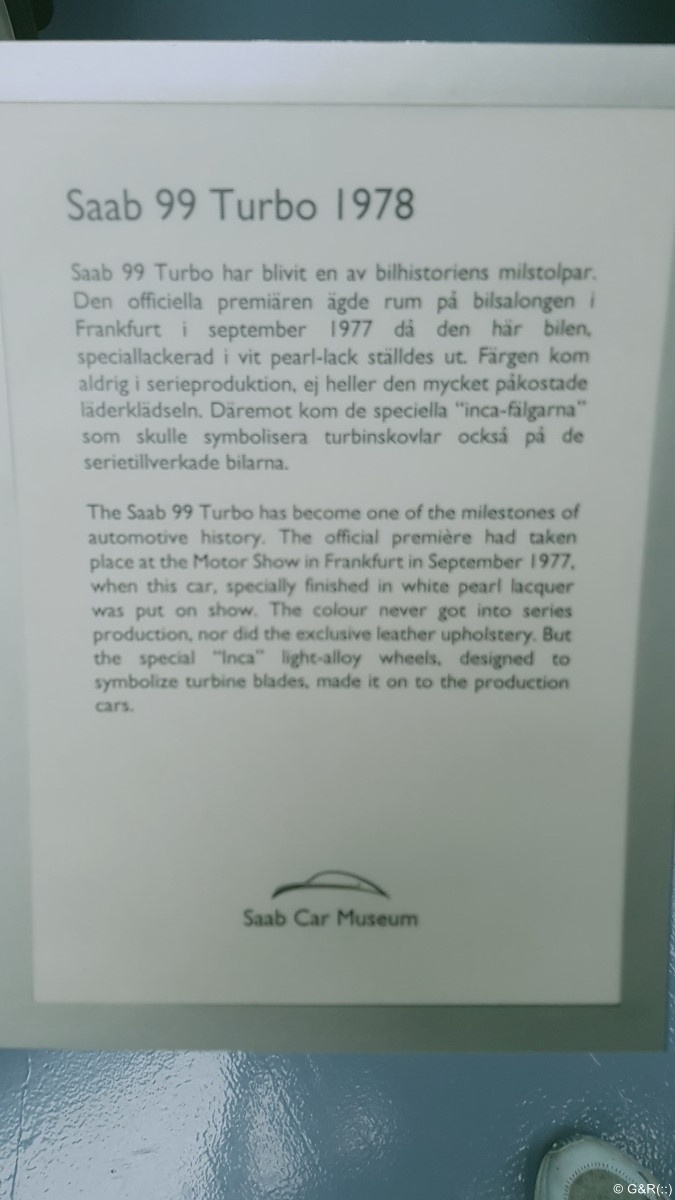 Saab 99 Turbo 1978
Saab 99 Turbo har blivit en av bilhistoriens milstolpar.
Den officiella premiären ägde rum på bilsalongen i
Frankfurt i september 1977 då den här bilen,
speciallackerad i vit pearl-lack ställdes ut. Färgen kom
aldrig i serieproduktion, ej heller den mycket påkostade
läderklädseln. Däremot kom de speciella "inca-fälgarna"
som skulle symbolisera turbinskovlar också på de
serietillverkade bilarna.
The Saab 99 Turbo has become one of the milestones of
automotive history. The official première had taken
place at the Motor Show in Frankfurt in September 1977,
when this car, specially finished in white pearl lacquer
was put on show. The colour never got into series
production, nor did the exclusive leather upholstery. But
the special "Inca" light-alloy wheels, designed to
symbolize turbine blades, made it on to the production
cars.
Saab Car Museum
© G&R(::)